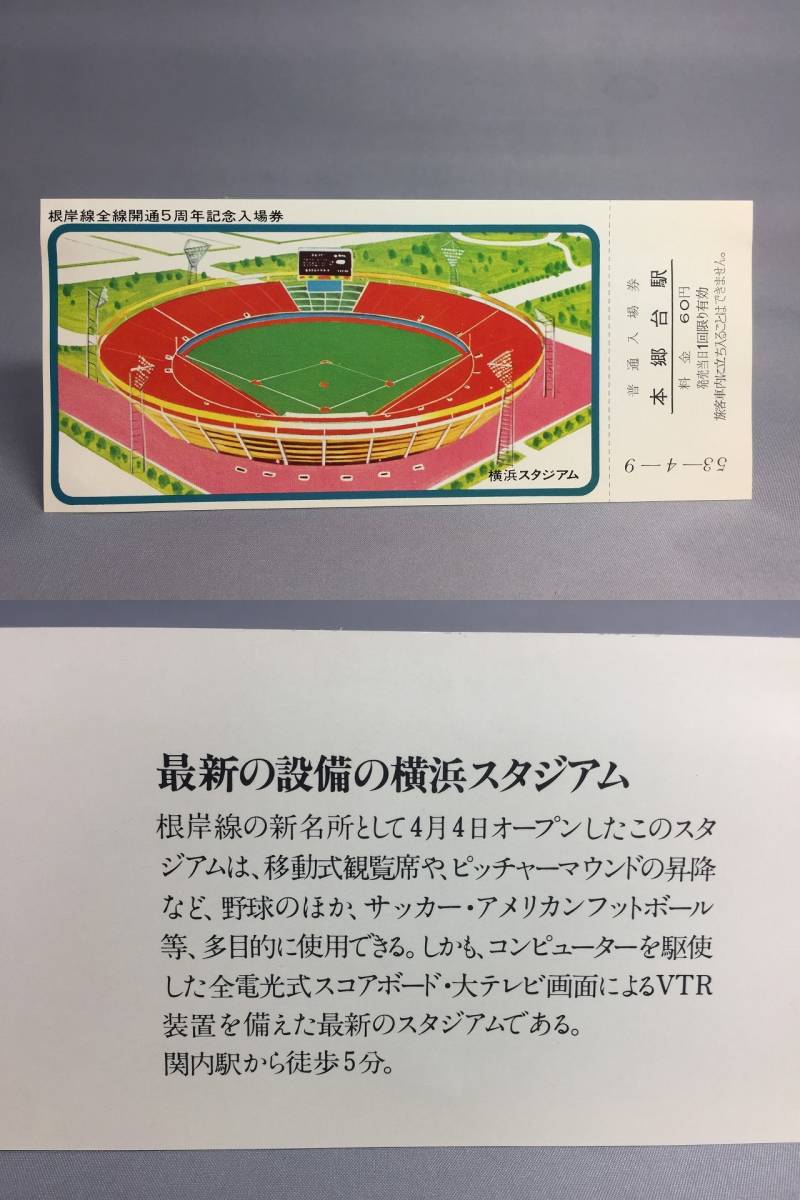 根岸線全線開通5周年記念入場券
横浜スタジアム
普通入場券
本郷台駅
料金 60円
発売当日1回限り有効
旅客車内に立ち入ることはできません。
53-4-9
最新の設備の横浜スタジアム
根岸線の新名所として4月4日オープンしたこのスタ
ジアムは、移動式観覧席や、ピッチャーマウンドの昇降
など、野球のほか、サッカー・アメリカンフットボール
等、多目的に使用できる。しかも、コンピューターを駆使
した全電光式スコアボード・大テレビ画面によるVTR
装置を備えた最新のスタジアムである。
関内駅から徒歩5分。